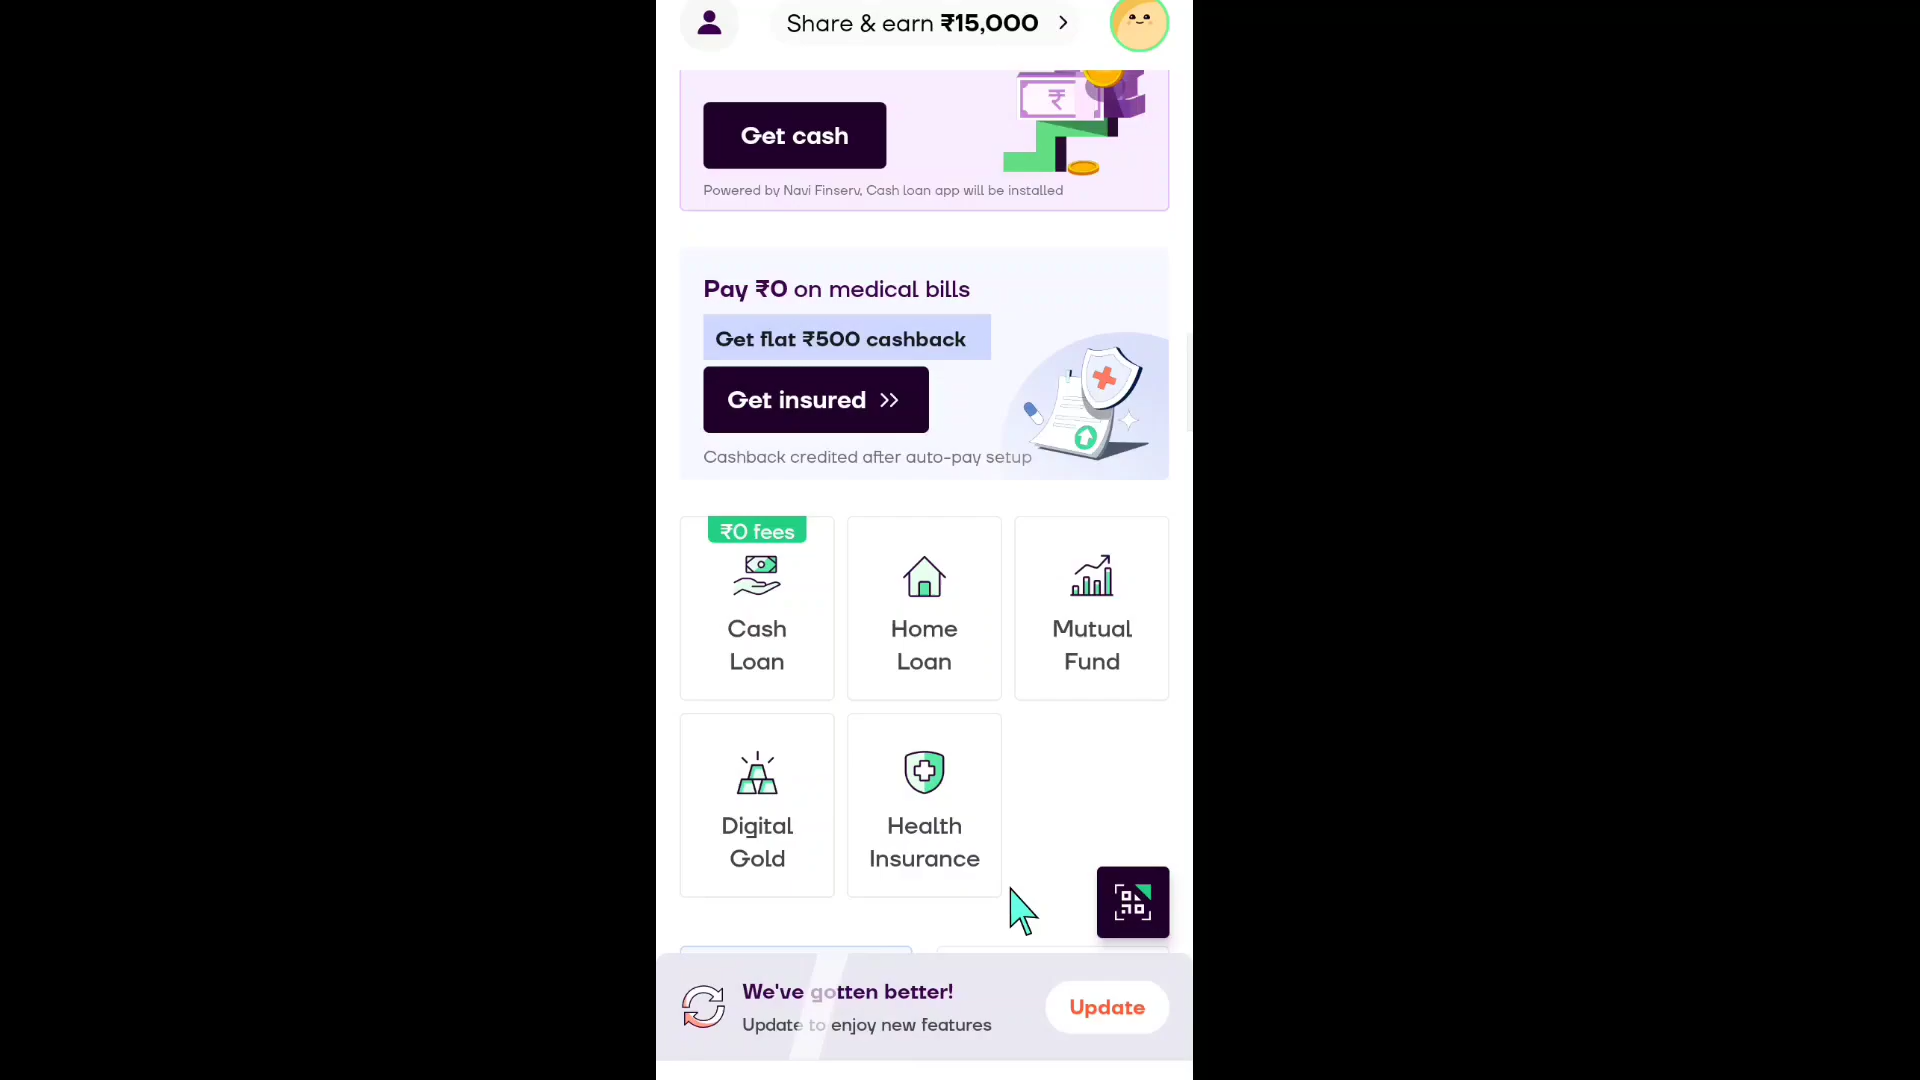 Share & earn ₹15,000
₹
Get cash
Powered by Navi Finserv, Cash loan app will be installed
Pay ₹0 on medical bills
Get flat ₹500 cashback
Get insured
Cashback credited after auto-pay setup
₹0 fees
Cash
Loan
Home
Loan
Mutual
Fund
Digital
Gold
Health
Insurance
We've gotten better!
Update to enjoy new features
Update